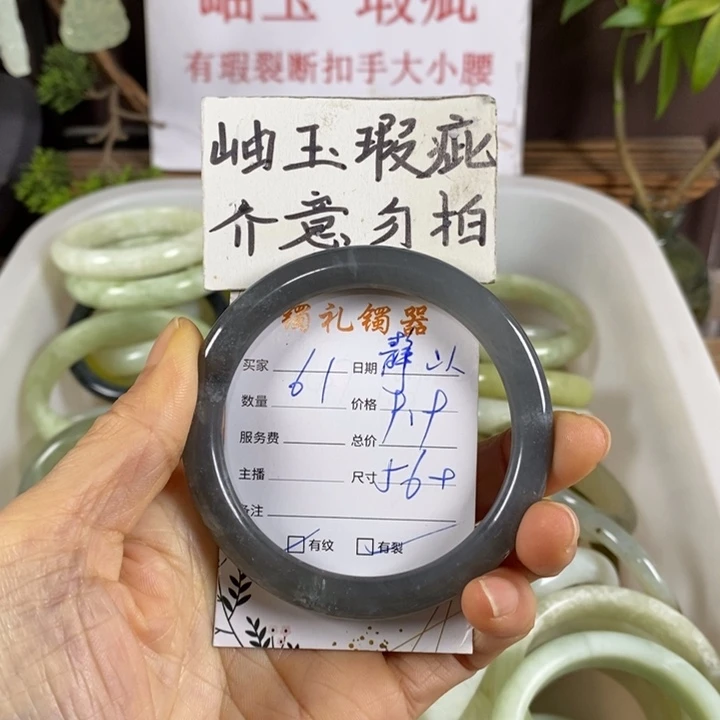 岫玉 瑕疵
有瑕裂断扣手大小腰
岫玉瑕疵
介意勿拍
镯礼镯器
买家 61 日期
数量 价格
服务费 总价
主播 尺寸 56+
备注
有纹 有裂